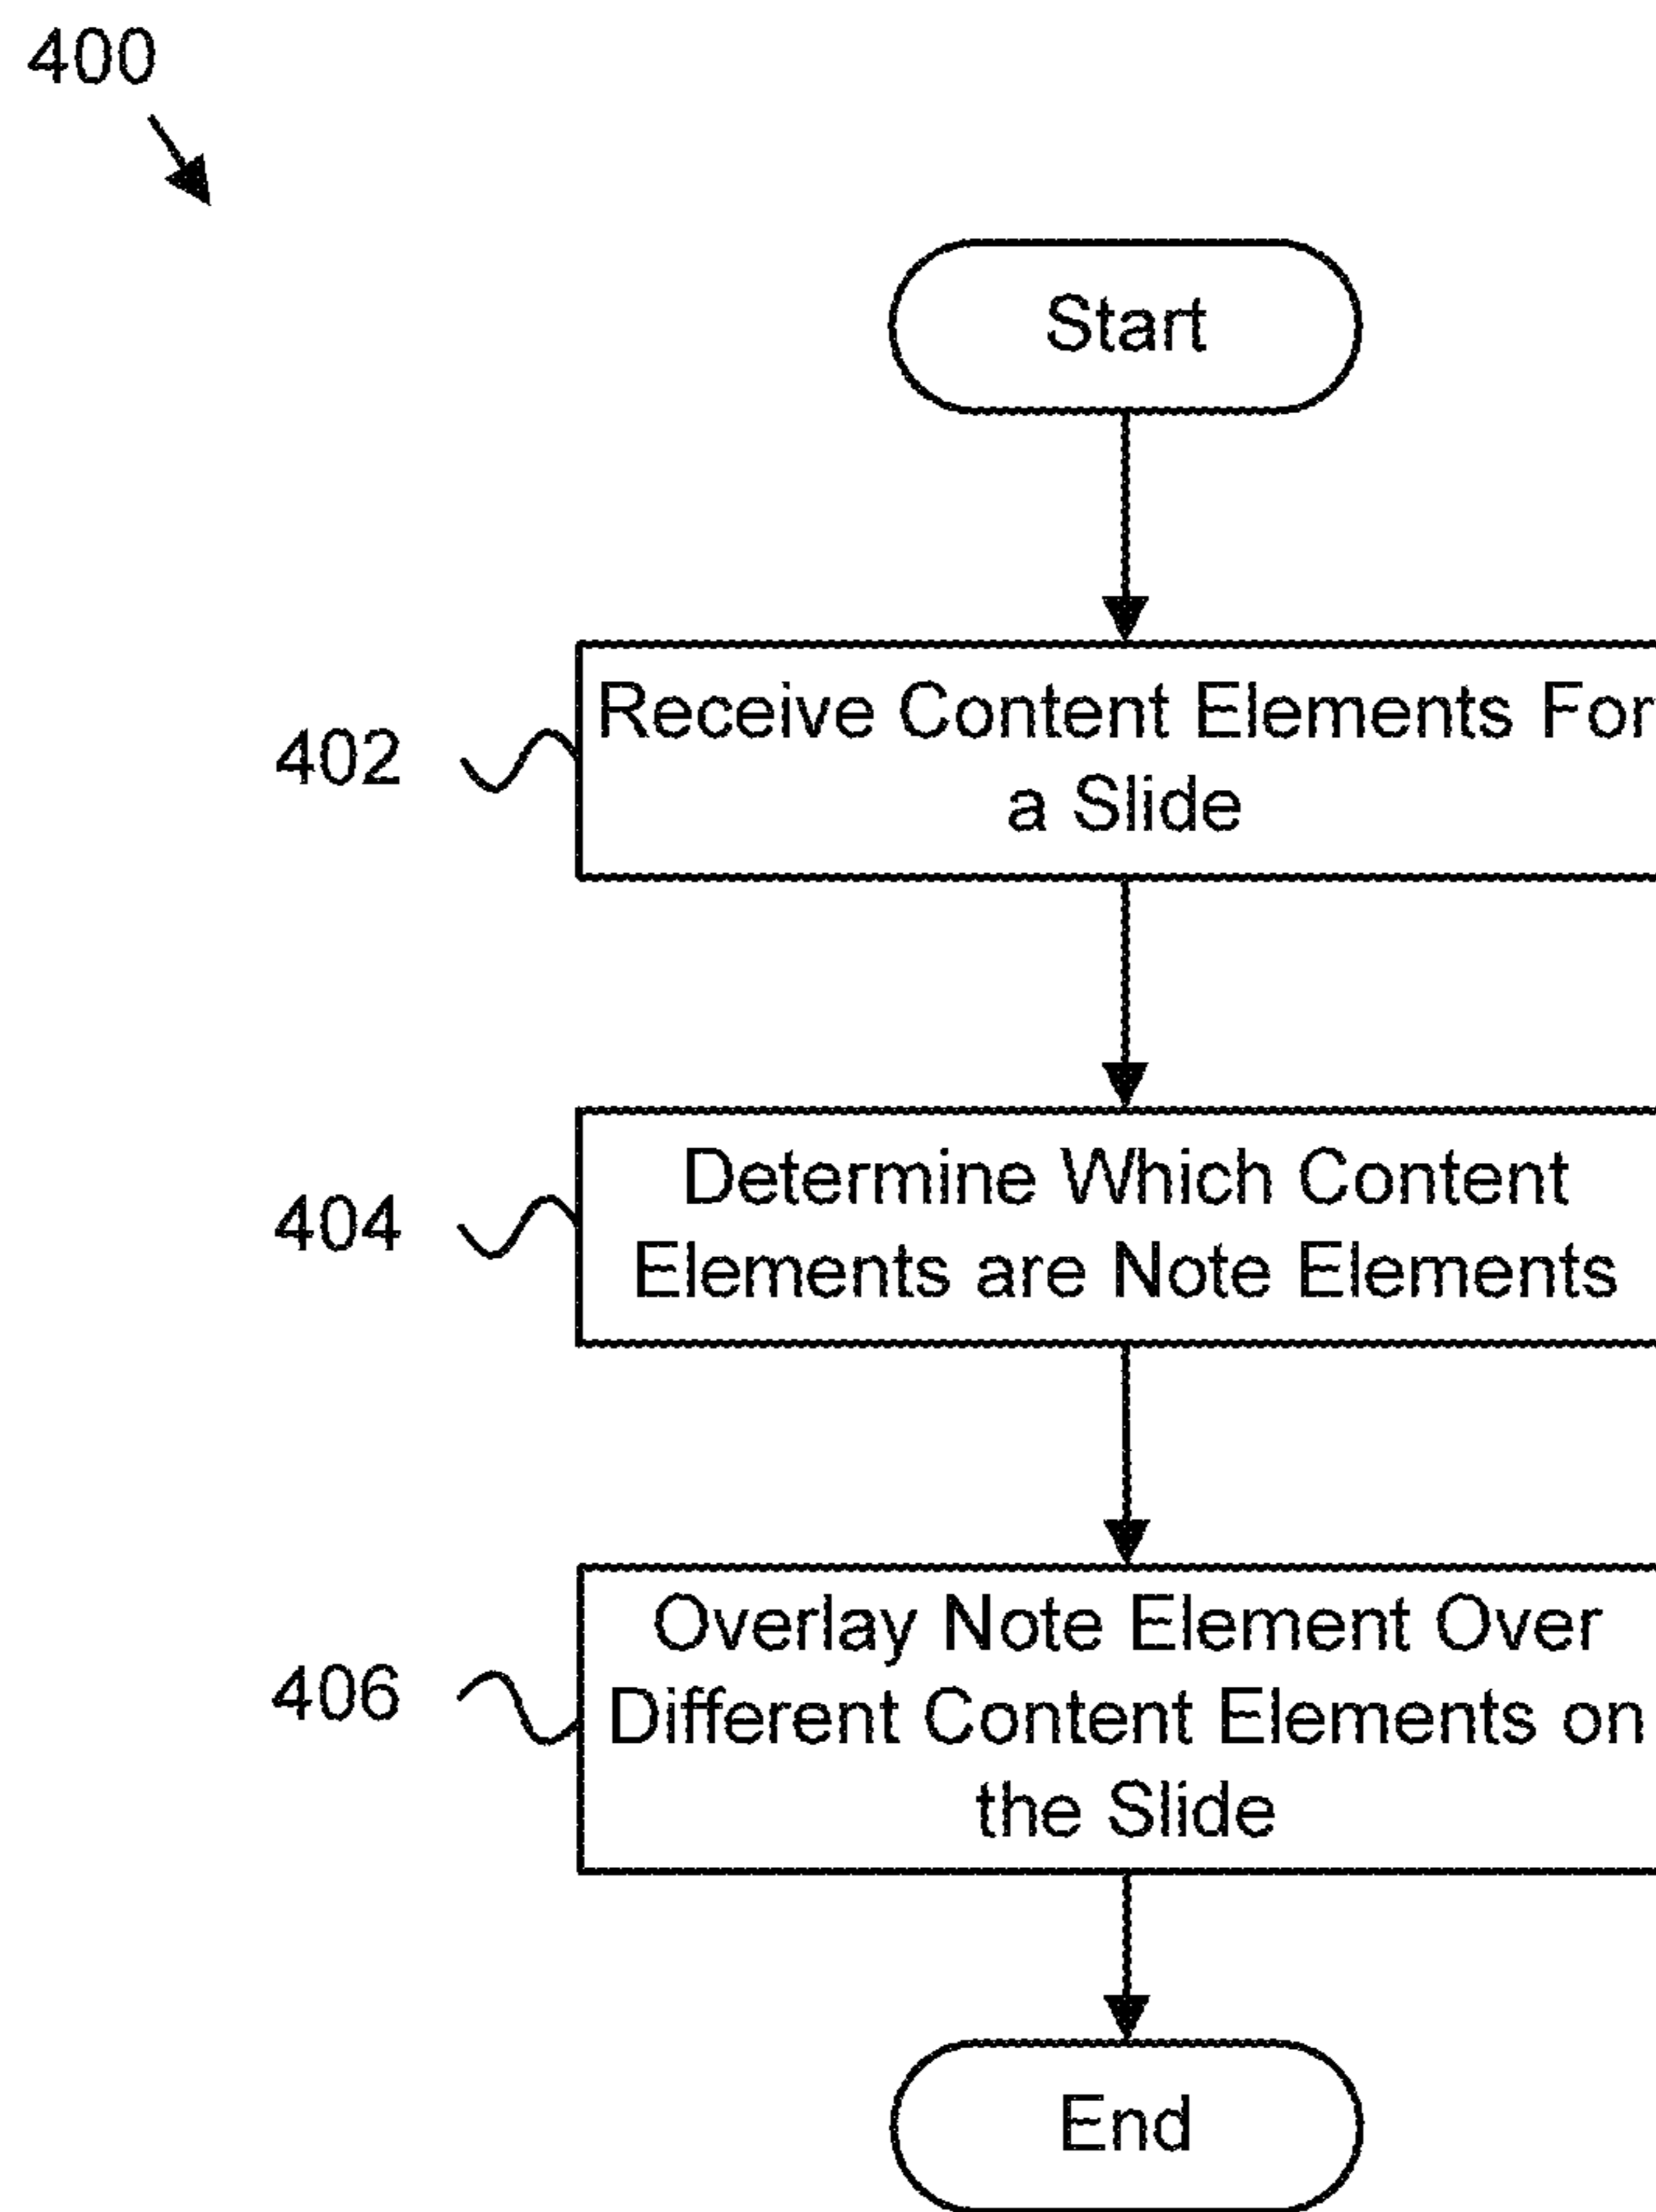 400
Start
402
Receive Content Elements For
a Slide
404
Determine Which Content
Elements are Note Elements
406
Overlay Note Element Over
Different Content Elements on
the Slide
End